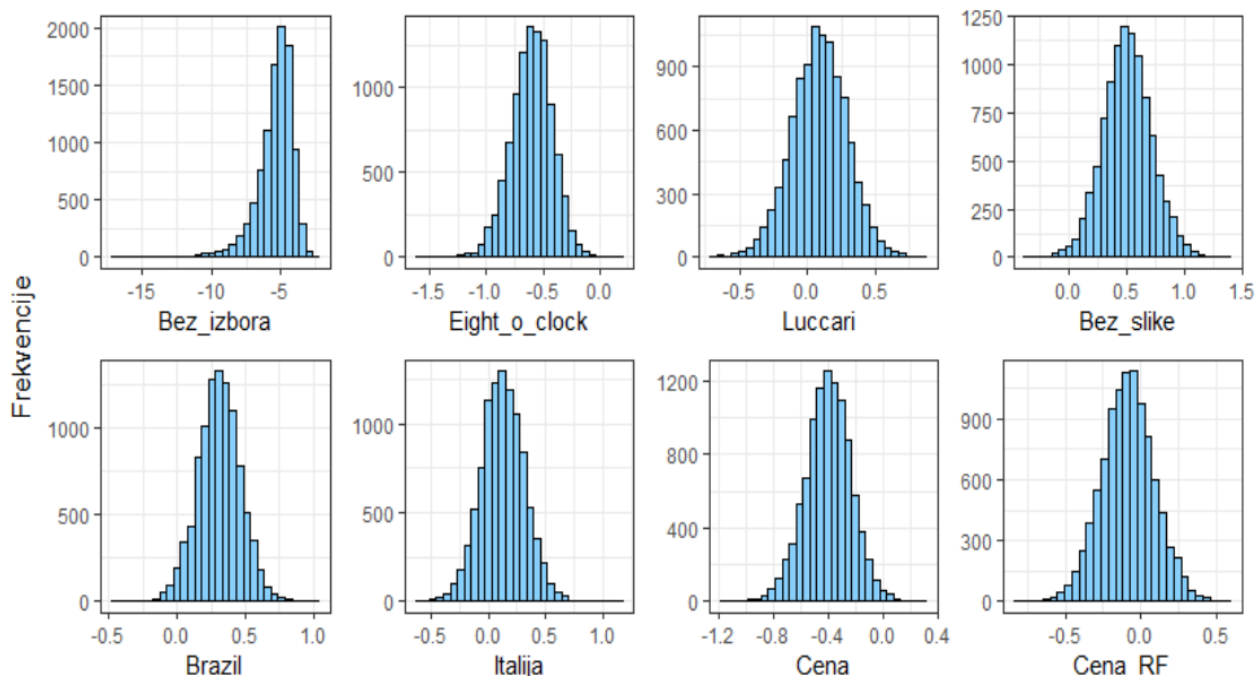 Frekvencije
2000
1500
1000
500
0
-15 -10 -5
Bez_izbora
1000
500
0
-1.5 -1.0 -0.5 0.0
Eight_o_clock
900
600
300
0
-0.5 0.0 0.5
Luccari
1250
1000
750
500
250
0
0.0 0.5 1.0 1.5
Bez_slike
1000
500
0
-0.5 0.0 0.5 1.0
Brazil
1000
500
0
-0.5 0.0 0.5 1.0
Italija
1200
800
400
0
-1.2 -0.8 -0.4 0.0 0.4
Cena
900
600
300
0
-0.5 0.0 0.5
Cena_RF